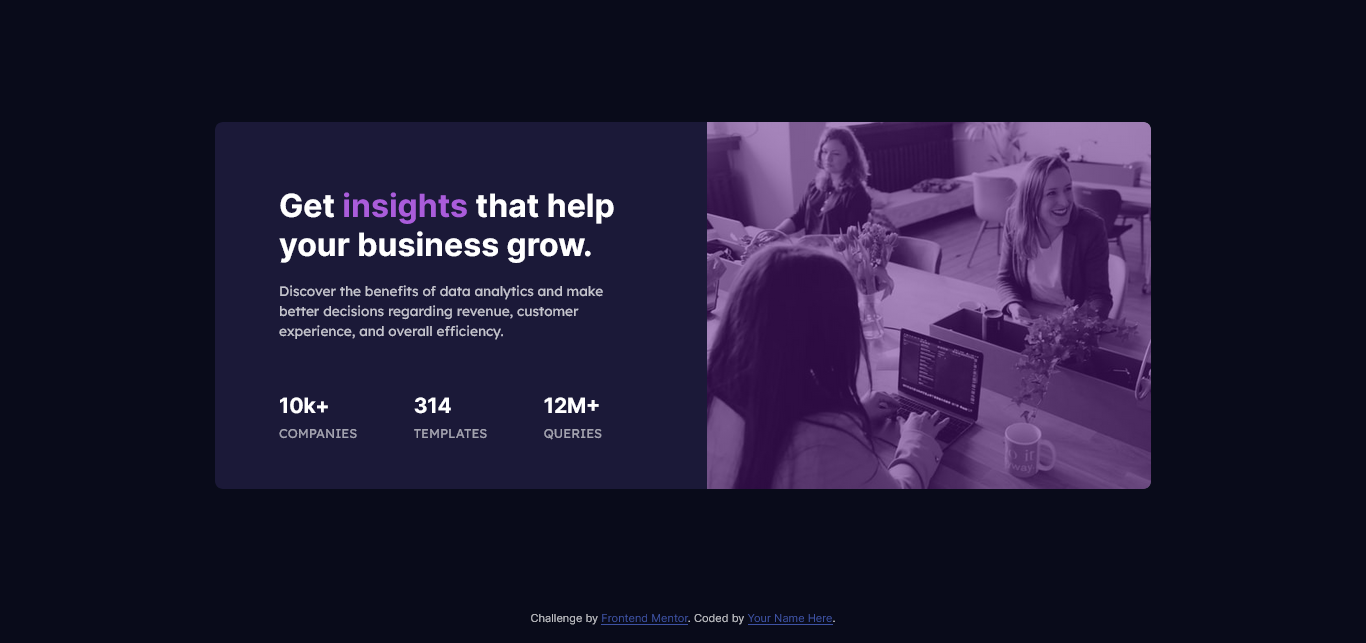 Get insights that help
your business grow.
Discover the benefits of data analytics and make
better decisions regarding revenue, customer
experience, and overall efficiency.
10k+ 314 12M+
COMPANIES TEMPLATES QUERIES
Challenge by Frontend Mentor. Coded by Your Name Here.